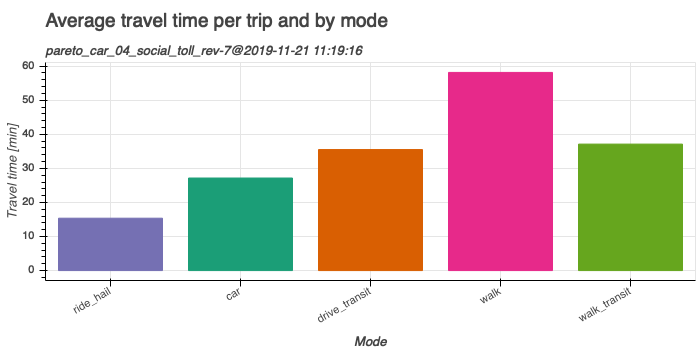 Average travel time per trip and by mode
pareto_car_04_social_toll_rev-7@2019-11-21 11:19:16
Travel time [min]
60
50
40
30
20
10
0
ride_hail
car
drive_transit
walk
walk_transit
Mode